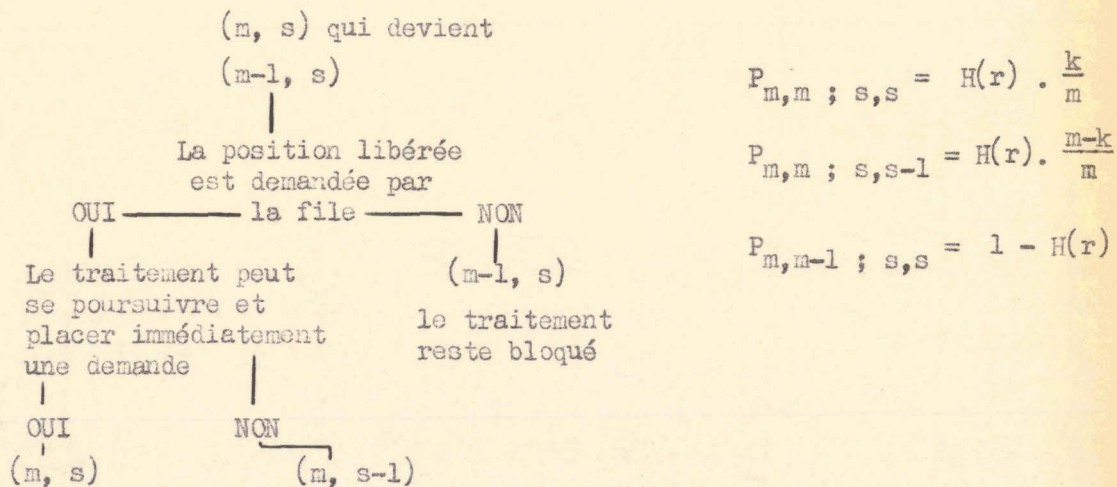 (m, s) qui devient
(m-1, s)
La position libérée
est demandée par
OUI la file NON
Le traitement peut
se poursuivre et
placer immédiatement
une demande
(m-1, s)
le traitement
reste bloqué
OUI NON
(m, s) (m, s-1)
P_{m,m ; s,s} = H(r) . k/m
P_{m,m ; s,s-1} = H(r). m-k/m
P_{m,m-1 ; s,s} = 1 - H(r)